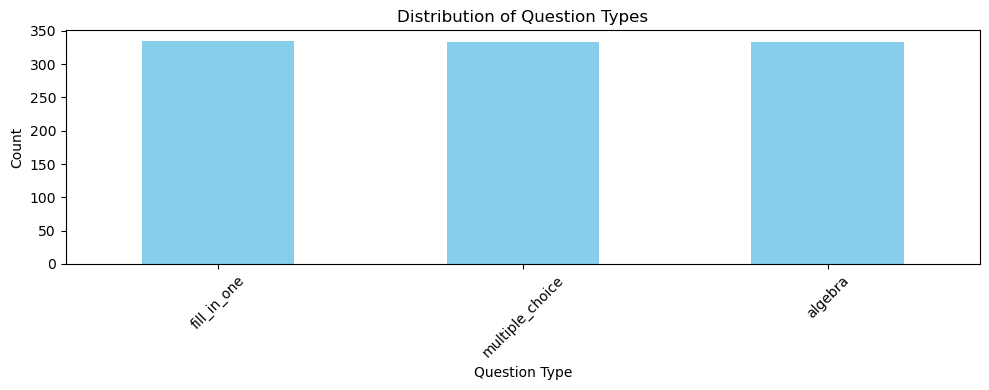 Distribution of Question Types
Count
350
300
250
200
150
100
50
0
fill_in_one
multiple_choice
algebra
Question Type